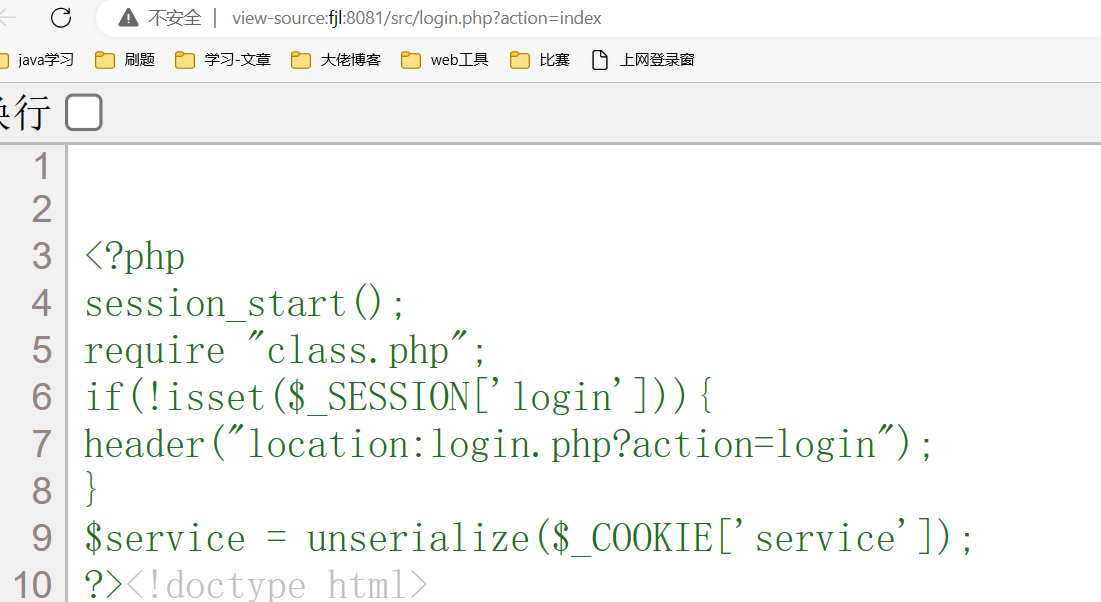 不安全 | view-source:fjl:8081/src/login.php?action=index
java学习 刷题 学习-文章 大佬博客 web工具 比赛 上网登录窗
行
1
2
3 <?php
4 session_start();
5 require "class.php";
6 if(!isset($_SESSION['login'])){
7 header("location:login.php?action=login");
8 }
9 $service = unserialize($_COOKIE['service']);
10 ?><!doctype html>